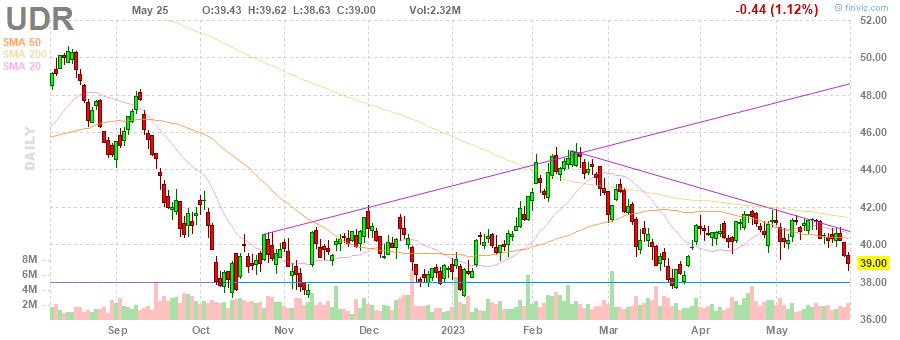 UDR May 25 O:39.43 H:39.62 L:38.63 C:39.00 Vol:2.32M -0.44 (1.12%) © finviz.com
SMA 50
SMA 200
SMA 20
DAILY
52.00
50.00
48.00
46.00
44.00
42.00
40.00
39.00
38.00
36.00
8M
6M
4M
2M
Sep Oct Nov Dec 2023 Feb Mar Apr May